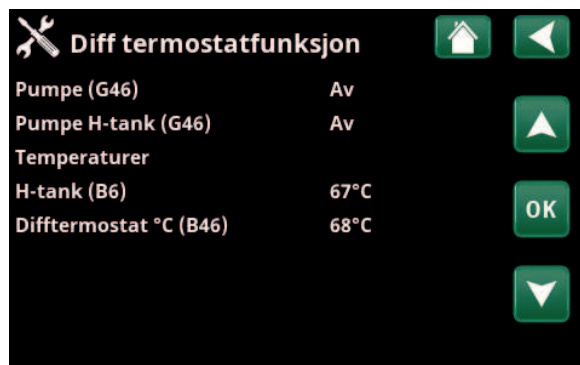 Diff termostatfunksjon
Pumpe (G46) Av
Pumpe H-tank (G46) Av
Temperaturer
H-tank (B6) 67°C
Difftermostat °C (B46) 68°C
OK